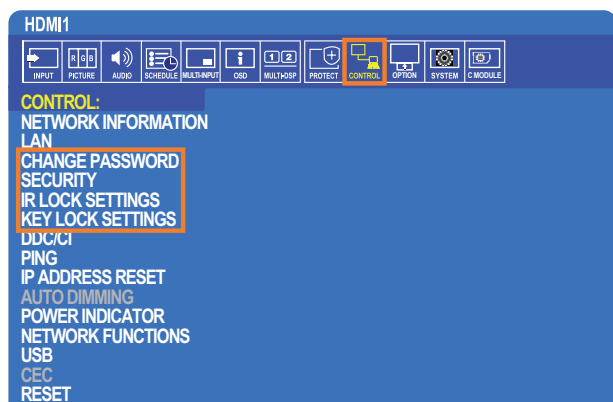 HDMI1
R G B 1 2
INPUT PICTURE AUDIO SCHEDULE MULTI-INPUT OSD MULTI-DSP PROTECT CONTROL OPTION SYSTEM C MODULE
CONTROL:
NETWORK INFORMATION
LAN
CHANGE PASSWORD
SECURITY
IR LOCK SETTINGS
KEY LOCK SETTINGS
DDC/CI
PING
IP ADDRESS RESET
AUTO DIMMING
POWER INDICATOR
NETWORK FUNCTIONS
USB
CEC
RESET